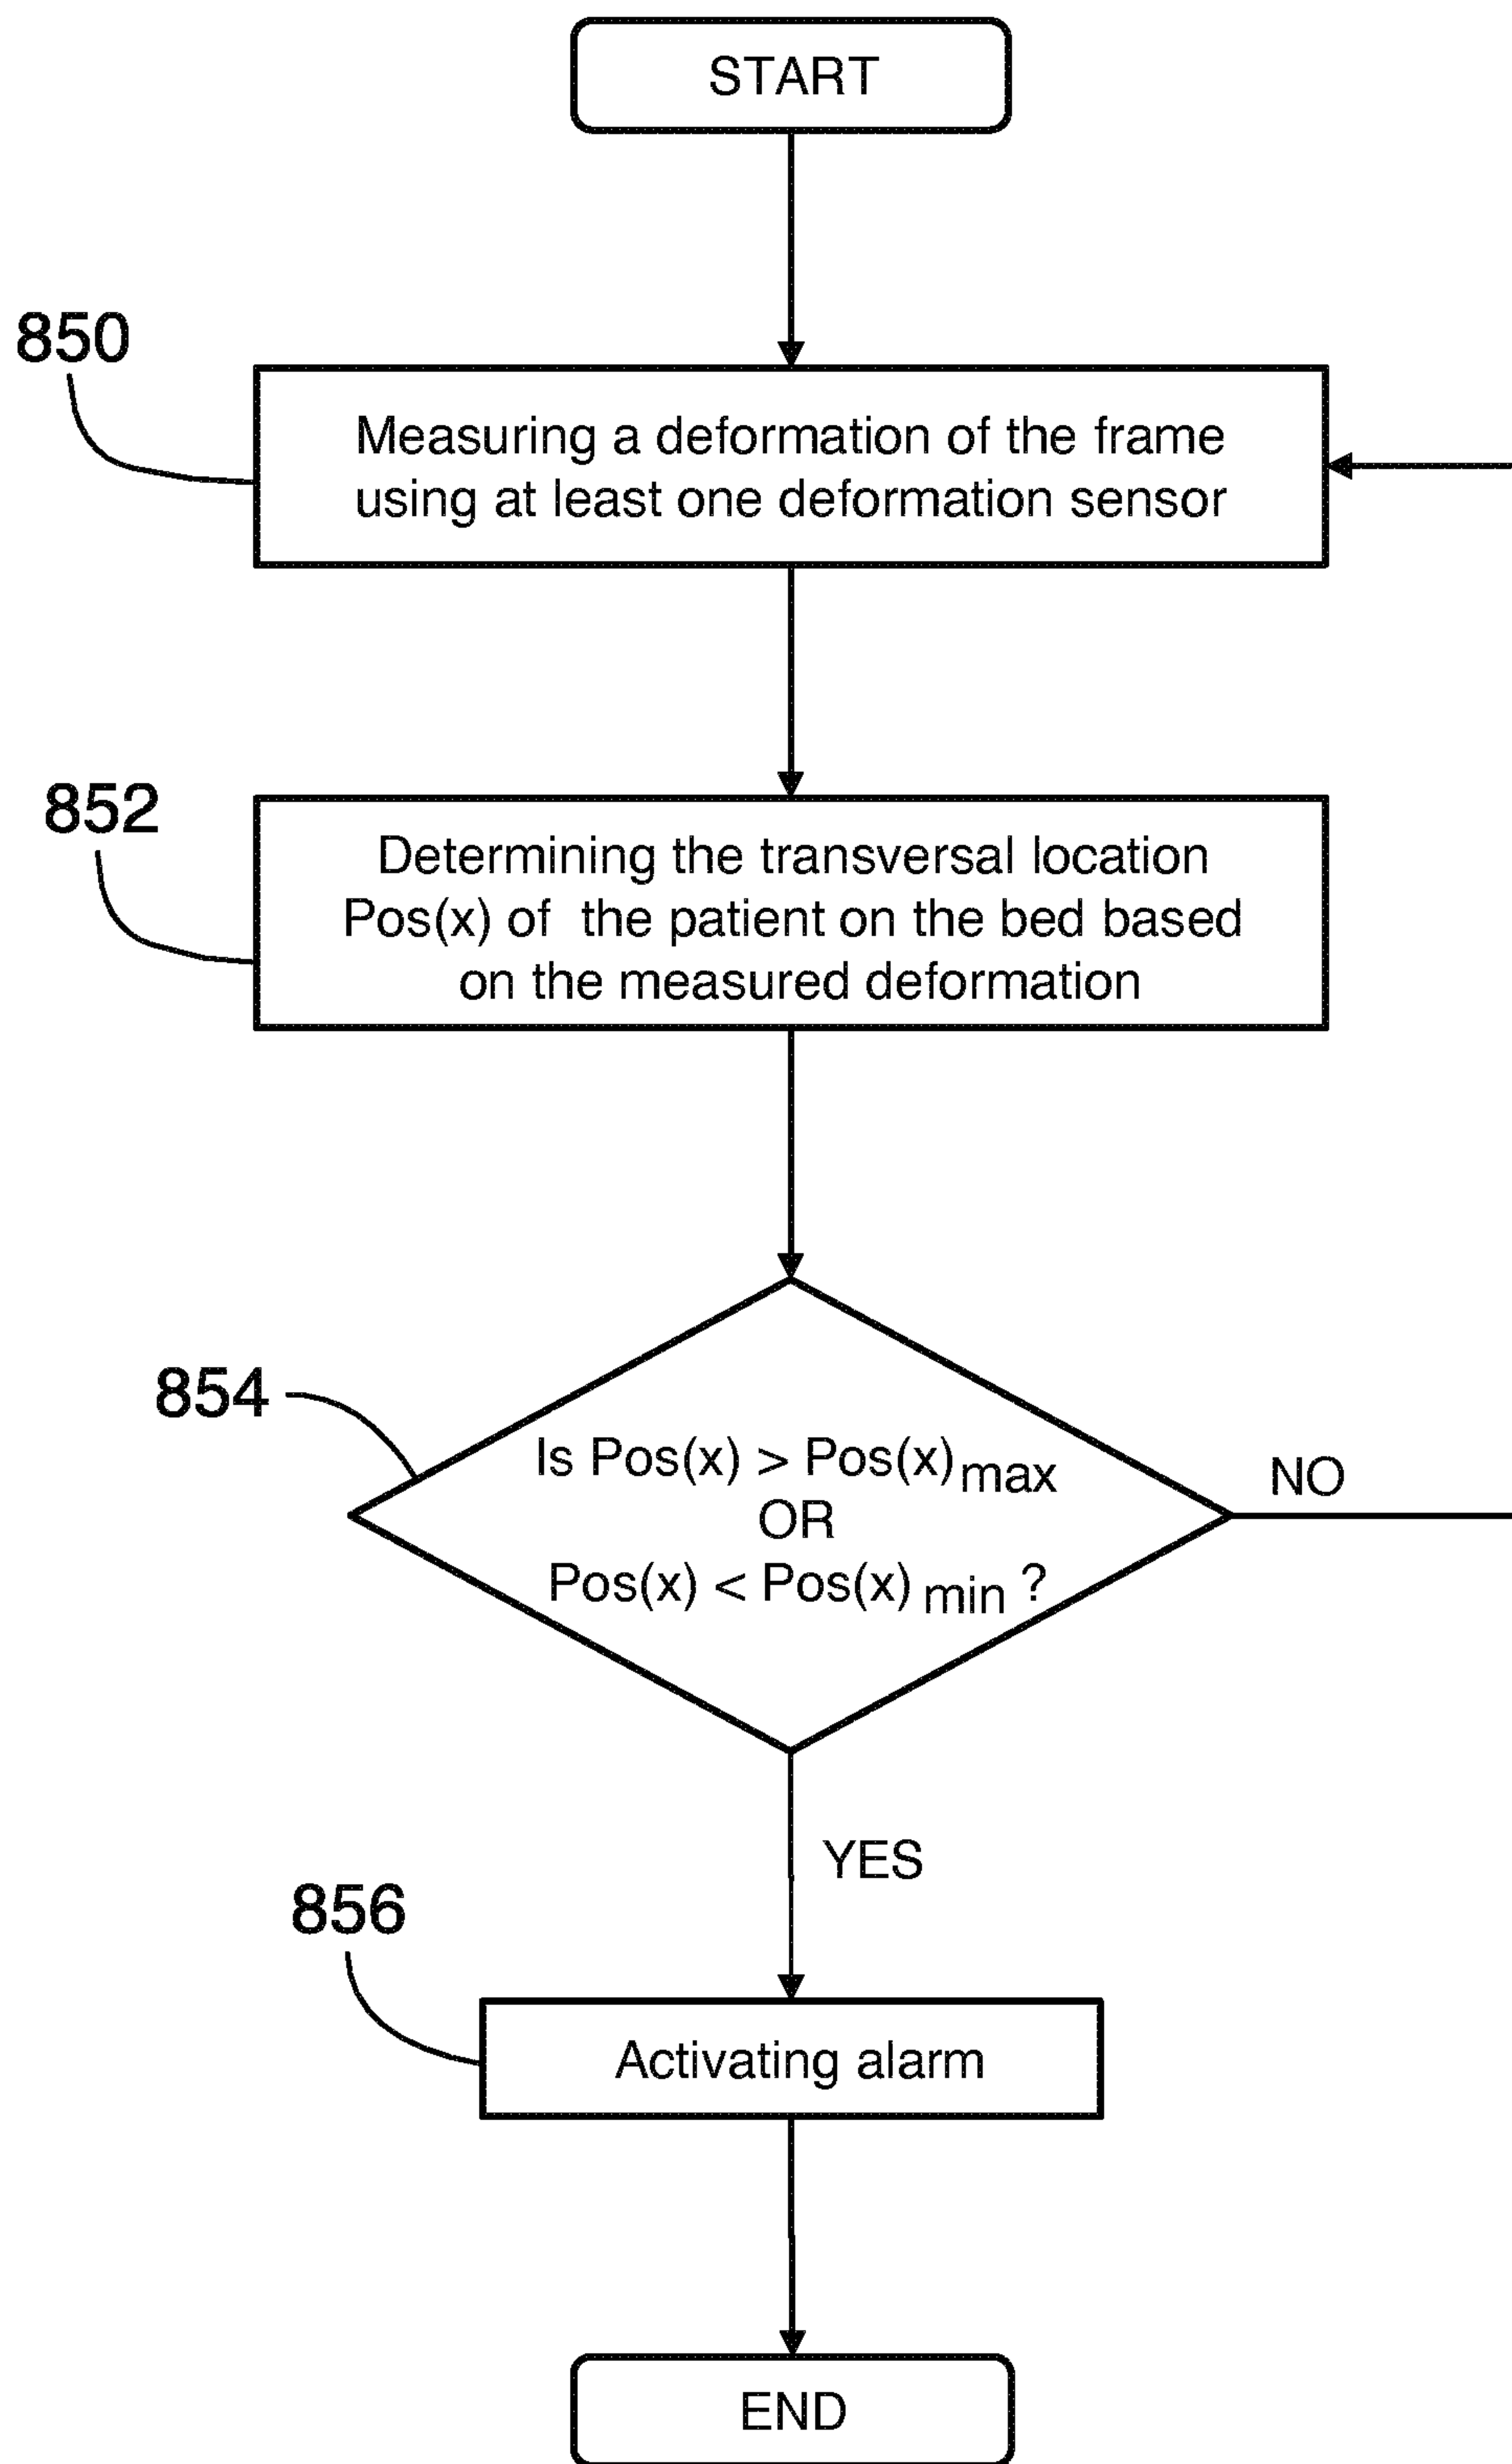 START
850
Measuring a deformation of the frame
using at least one deformation sensor
852
Determining the transversal location
Pos(x) of the patient on the bed based
on the measured deformation
854
Is Pos(x) > Pos(x)max
OR
Pos(x) < Pos(x) min ?
NO
YES
856
Activating alarm
END